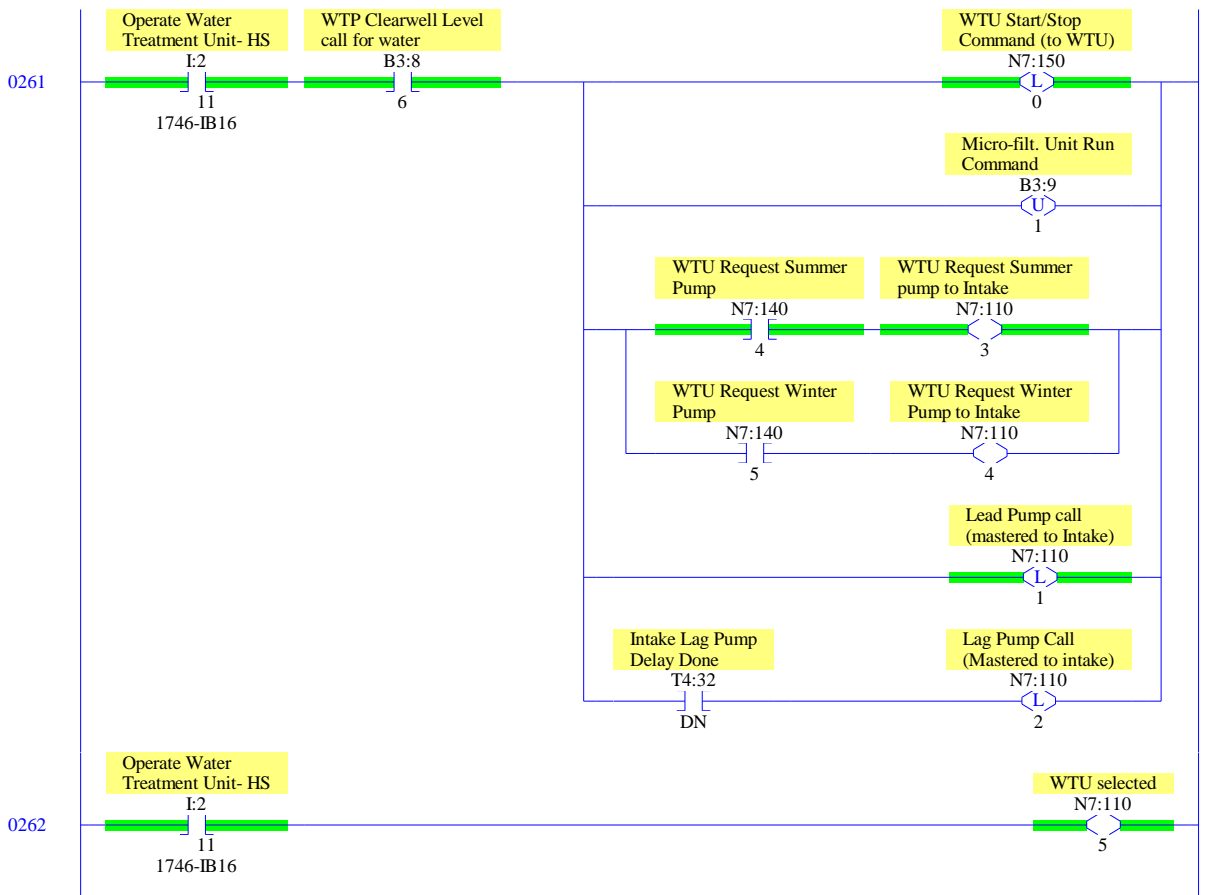 Operate Water
Treatment Unit- HS
I:2
11
1746-IB16
WTP Clearwell Level
call for water
B3:8
6
WTU Start/Stop
Command (to WTU)
N7:150
L
0
0261
Micro-filt. Unit Run
Command
B3:9
U
1
WTU Request Summer
Pump
N7:140
4
WTU Request Summer
pump to Intake
N7:110
3
WTU Request Winter
Pump
N7:140
5
WTU Request Winter
Pump to Intake
N7:110
4
Lead Pump call
(mastered to Intake)
N7:110
L
1
Intake Lag Pump
Delay Done
T4:32
DN
Lag Pump Call
(Mastered to intake)
N7:110
L
2
Operate Water
Treatment Unit- HS
I:2
11
1746-IB16
WTU selected
N7:110
5
0262